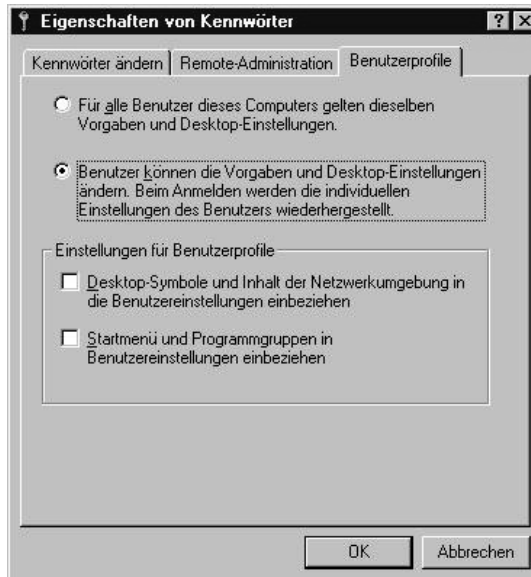 Eigenschaften von Kennwörter
Kennwörter ändern
Remote-Administration
Benutzerprofile
Für alle Benutzer dieses Computers gelten dieselben
Vorgaben und Desktop-Einstellungen.
Benutzer können die Vorgaben und Desktop-Einstellungen
ändern. Beim Anmelden werden die individuellen
Einstellungen des Benutzers wiederhergestellt.
Einstellungen für Benutzerprofile
Desktop-Symbole und Inhalt der Netzwerkumgebung in
die Benutzereinstellungen einbeziehen
Startmenü und Programmgruppen in
Benutzereinstellungen einbeziehen
OK
Abbrechen